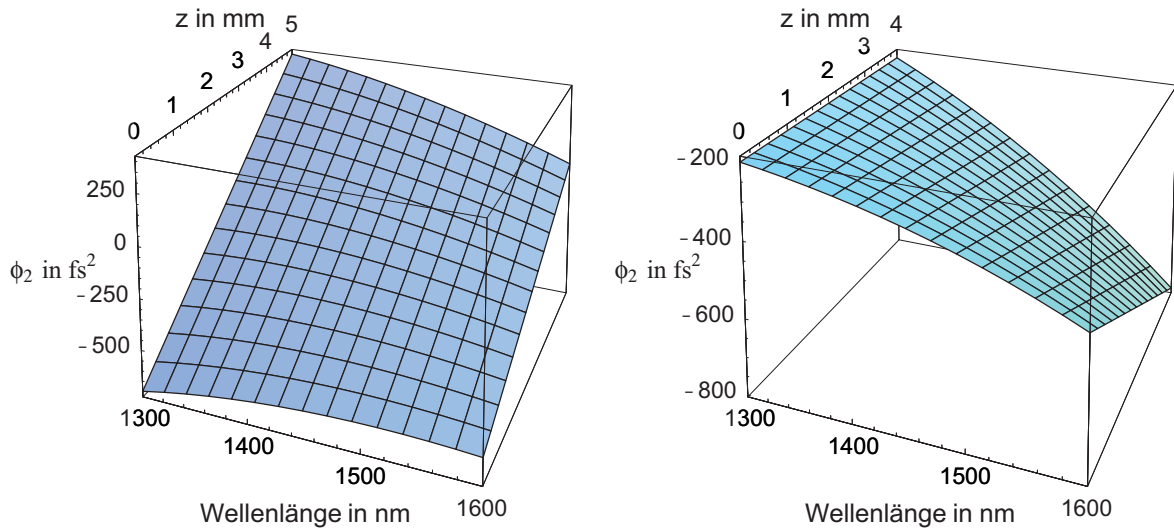 z in mm
0 1 2 3 4 5
250
0
-250
-500
ϕ₂ in fs²
1300 1400 1500 1600
Wellenlänge in nm
z in mm
0 1 2 3 4
-200
-400
-600
-800
ϕ₂ in fs²
1300 1400 1500 1600
Wellenlänge in nm